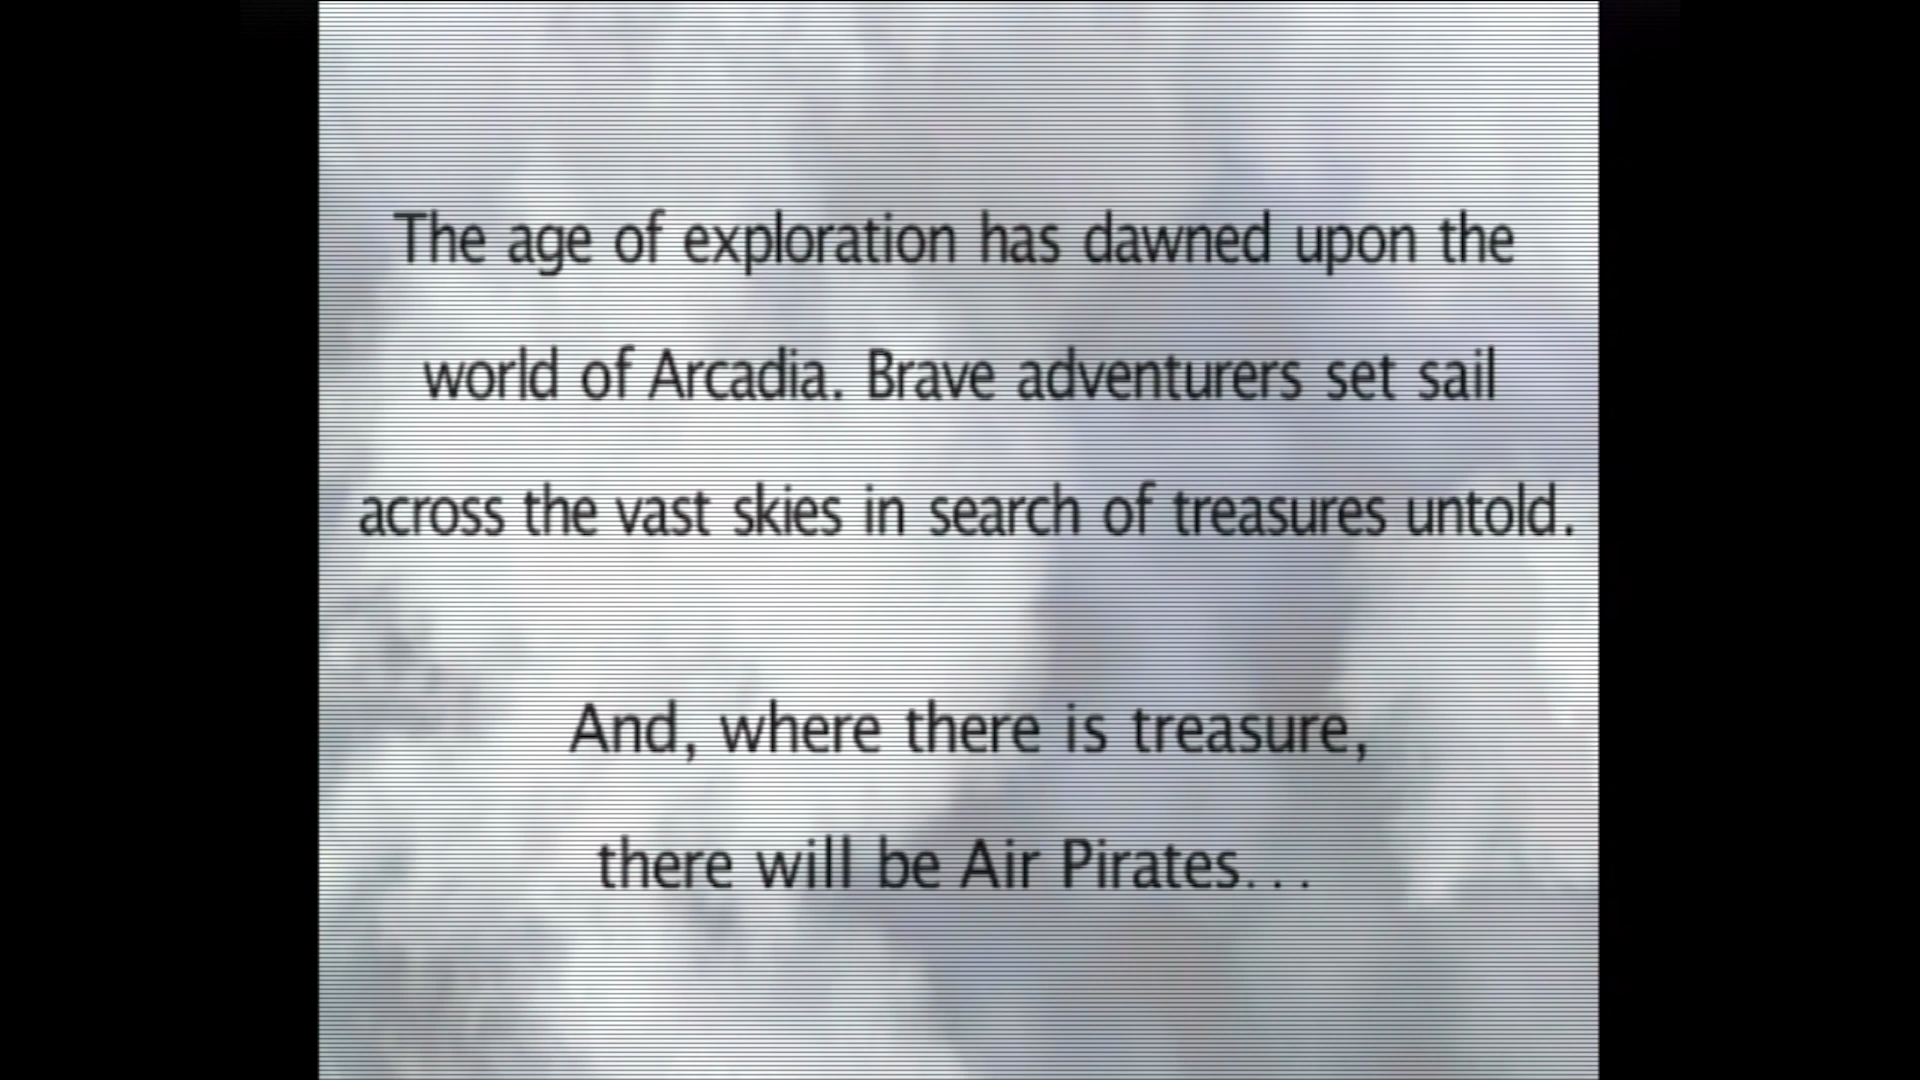 The age of exploration has dawned upon the
world of Arcadia. Brave adventurers set sail
across the vast skies in search of treasures untold.
And, where there is treasure,
there will be Air Pirates...